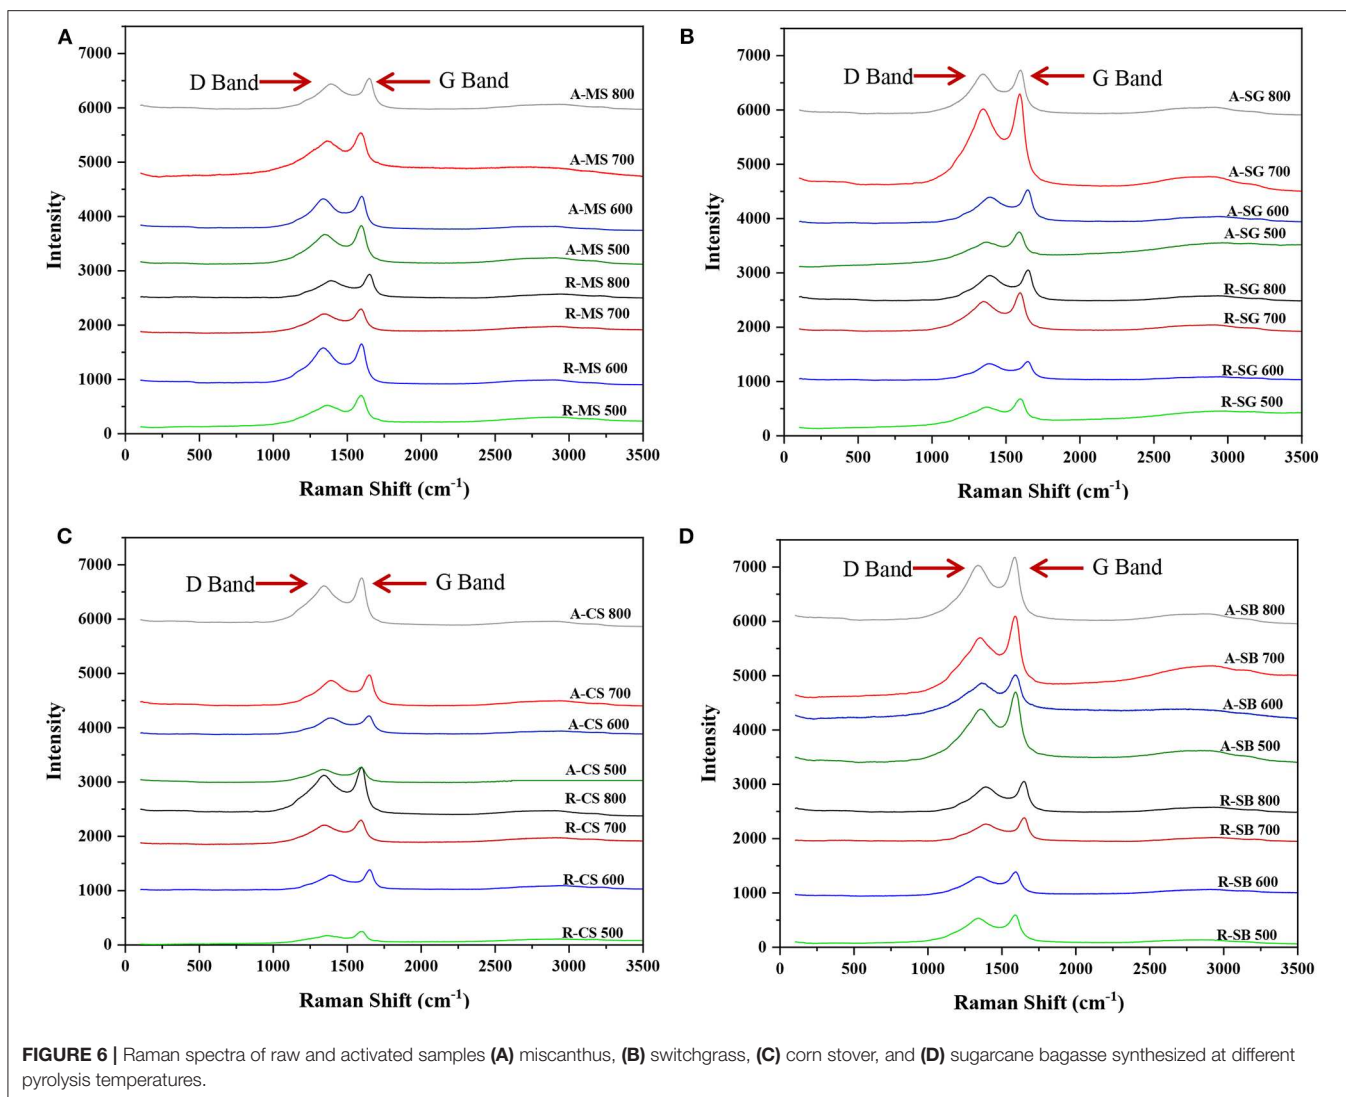 A
7000
6000
5000
4000
3000
2000
1000
0
Intensity
D Band
G Band
A-MS 800
A-MS 700
A-MS 600
A-MS 500
R-MS 800
R-MS 700
R-MS 600
R-MS 500
0 500 1000 1500 2000 2500 3000 3500
Raman Shift (cm-1)
B
7000
6000
5000
4000
3000
2000
1000
0
Intensity
D Band
G Band
A-SG 800
A-SG 700
A-SG 600
A-SG 500
R-SG 800
R-SG 700
R-SG 600
R-SG 500
0 500 1000 1500 2000 2500 3000 3500
Raman Shift (cm-1)
C
7000
6000
5000
4000
3000
2000
1000
0
Intensity
D Band
G Band
A-CS 800
A-CS 700
A-CS 600
A-CS 500
R-CS 800
R-CS 700
R-CS 600
R-CS 500
0 500 1000 1500 2000 2500 3000 3500
Raman Shift (cm-1)
D
7000
6000
5000
4000
3000
2000
1000
0
Intensity
D Band
G Band
A-SB 800
A-SB 700
A-SB 600
A-SB 500
R-SB 800
R-SB 700
R-SB 600
R-SB 500
0 500 1000 1500 2000 2500 3000 3500
Raman Shift (cm-1)
FIGURE 6 | Raman spectra of raw and activated samples (A) miscanthus, (B) switchgrass, (C) corn stover, and (D) sugarcane bagasse synthesized at different
pyrolysis temperatures.